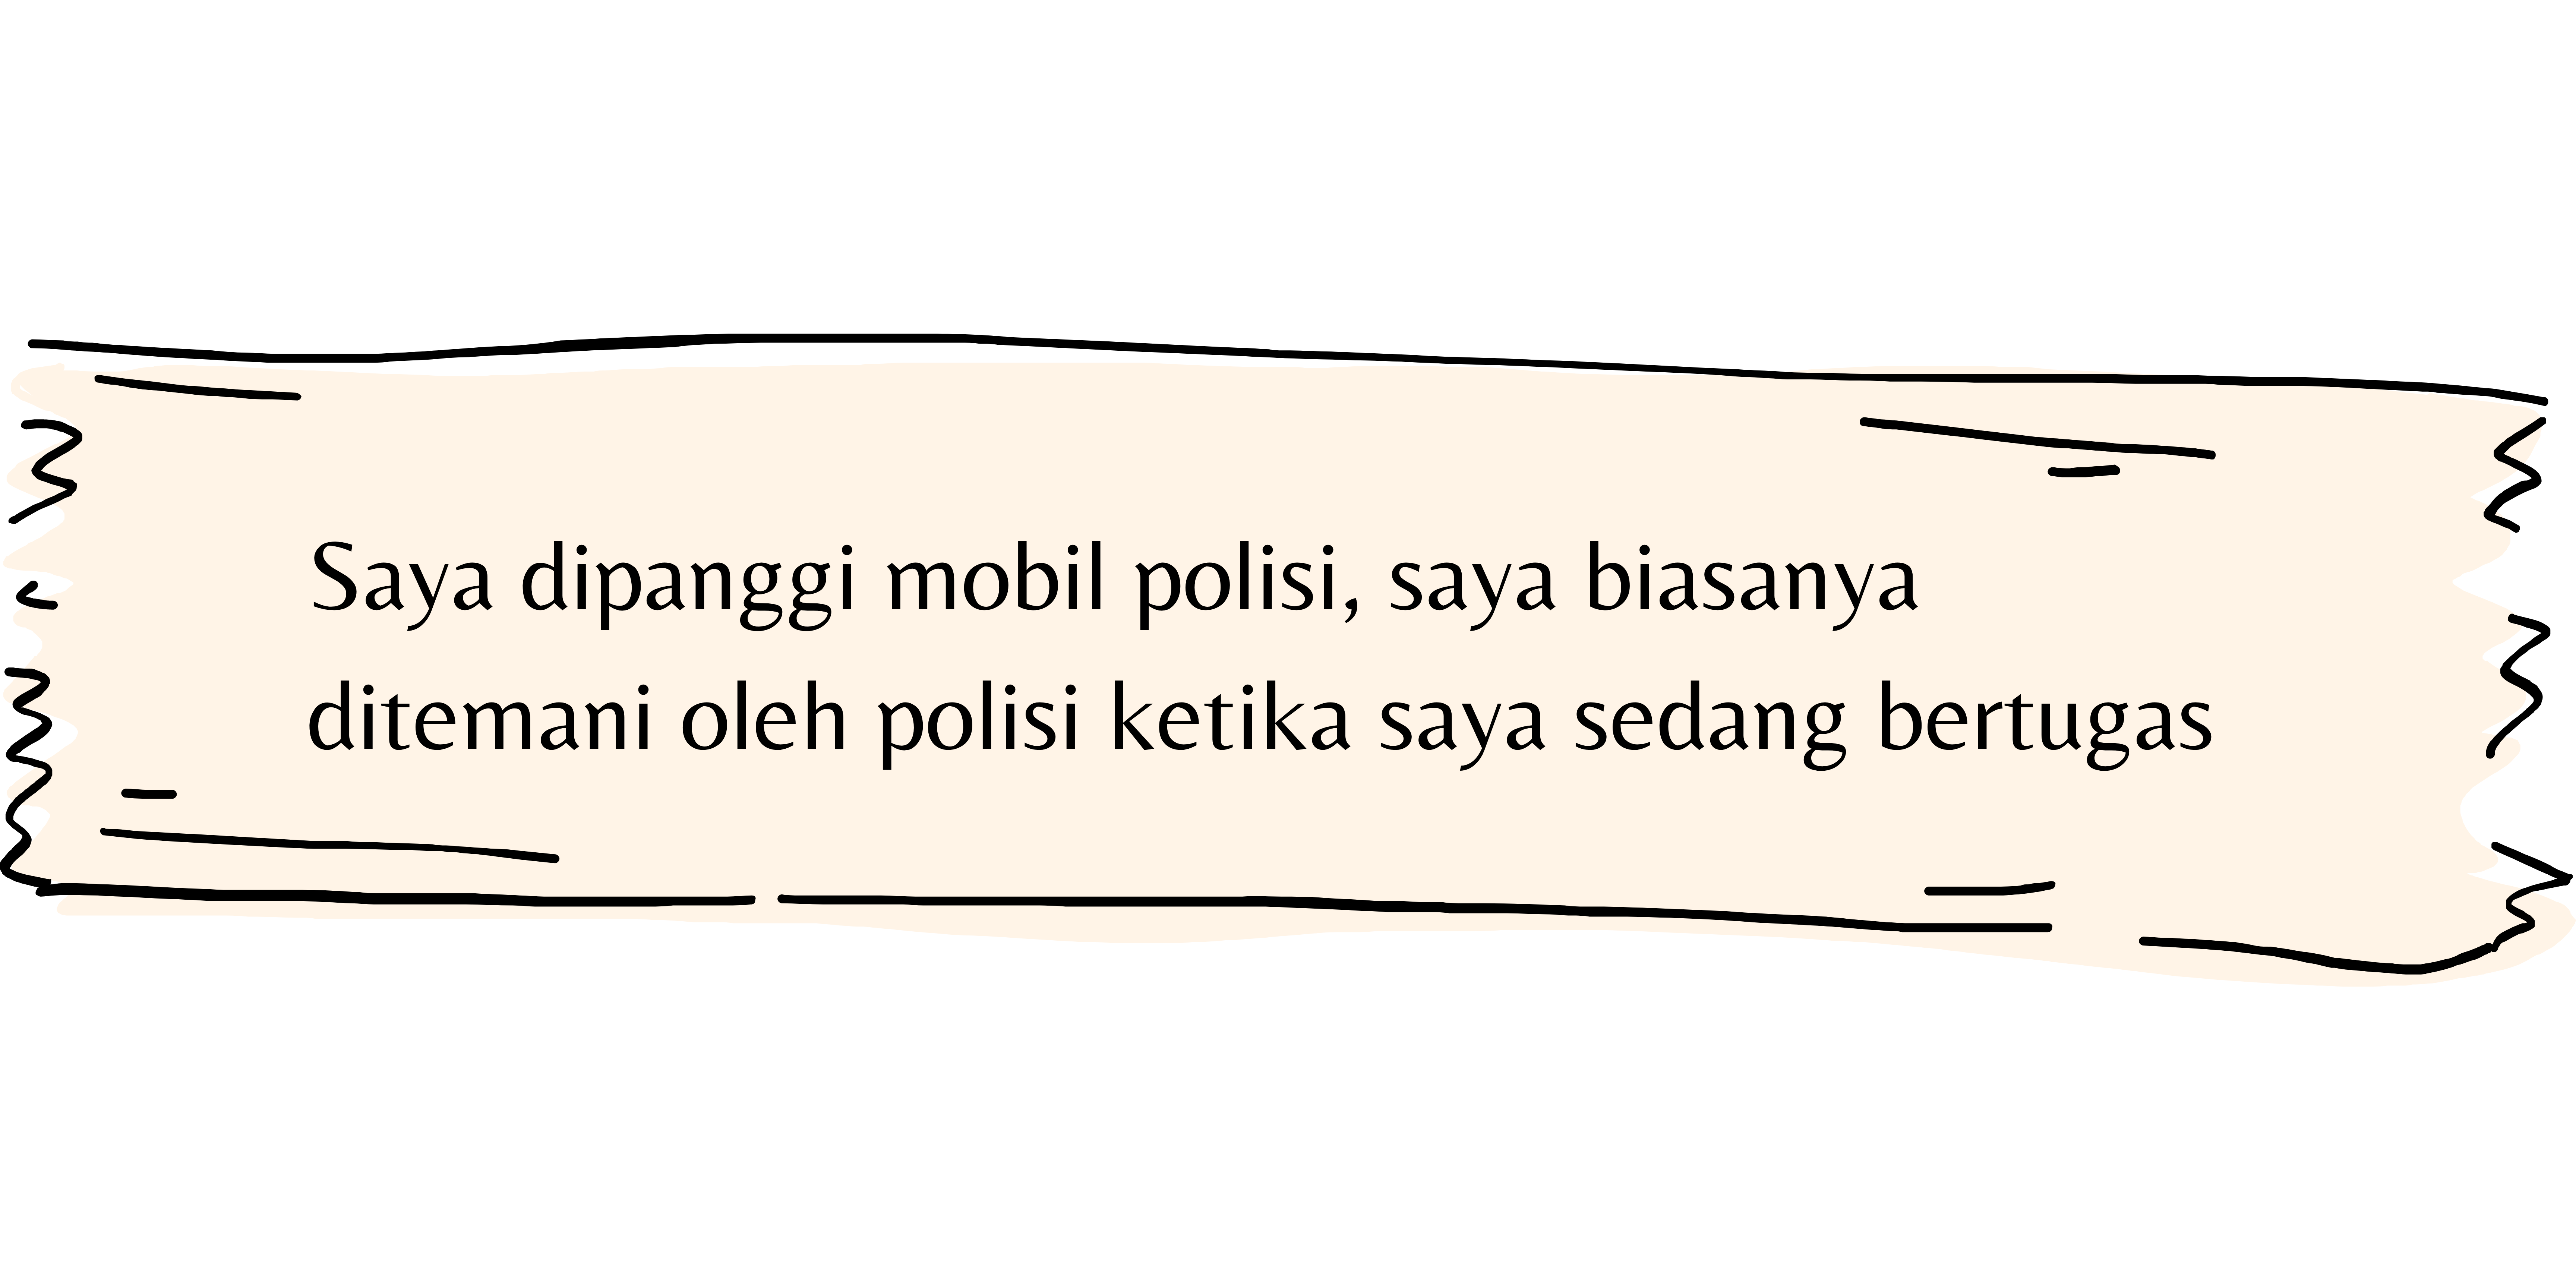 Saya dipanggi mobil polisi, saya biasanya
ditemani oleh polisi ketika saya sedang bertugas